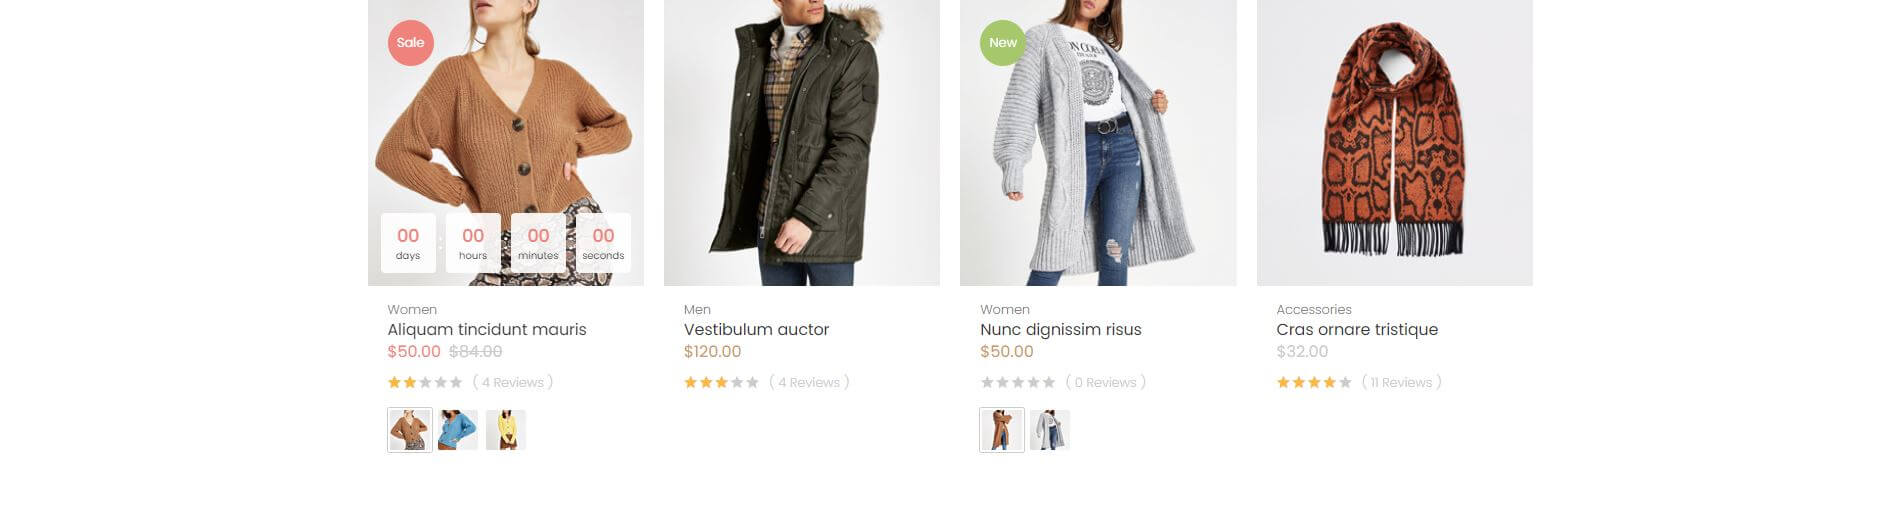 Sale
00 00 00 00
days hours minutes seconds
Women
Aliquam tincidunt mauris
$50.00 $84.00
( 4 Reviews )
Men
Vestibulum auctor
$120.00
( 4 Reviews )
New
Women
Nunc dignissim risus
$50.00
( 0 Reviews )
Accessories
Cras ornare tristique
$32.00
( 11 Reviews )